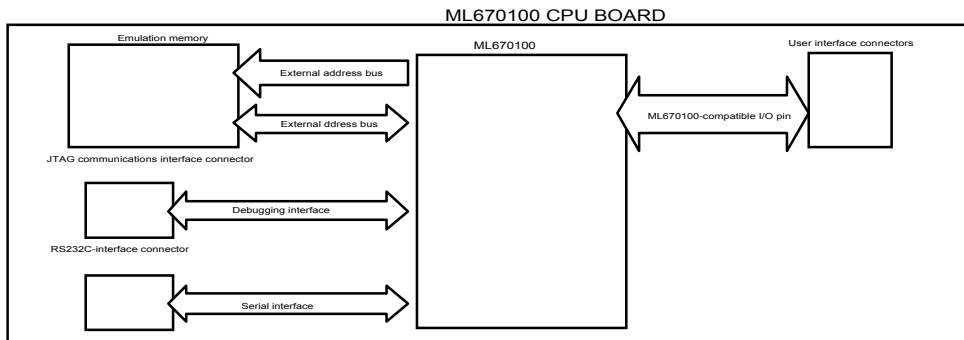 ML670100 CPU BOARD
Emulation memory
ML670100
User interface connectors
External address bus
ML670100-compatible I/O pin
External ddress bus
JTAG communications interface connector
Debugging interface
RS232C-interface connector
Serial interface